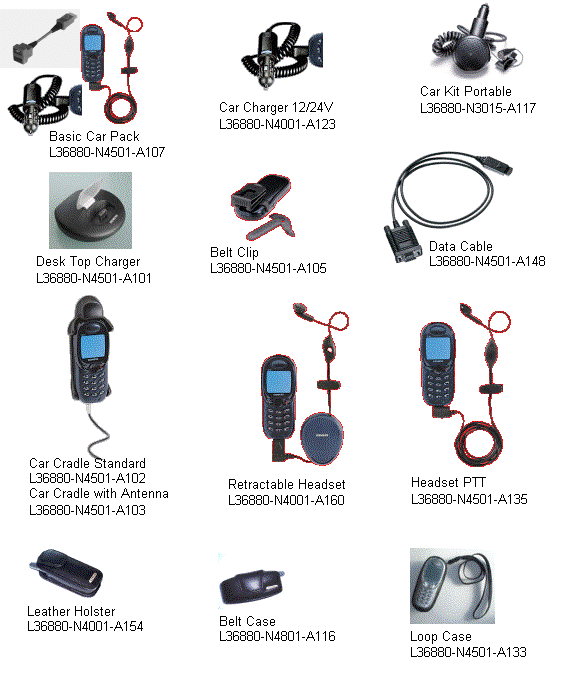 Basic Car Pack
L36880-N4501-A107
Car Charger 12/24V
L36880-N4001-A123
Car Kit Portable
L36880-N3015-A117
Desk Top Charger
L36880-N4501-A101
Belt Clip
L36880-N4501-A105
Data Cable
L36880-N4501-A148
Car Cradle Standard
L36880-N4501-A102
Car Cradle with Antenna
L36880-N4501-A103
Retractable Headset
L36880-N4001-A160
Headset PTT
L36880-N4501-A135
Leather Holster
L36880-N4001-A154
Belt Case
L36880-N4801-A116
Loop Case
L36880-N4501-A133